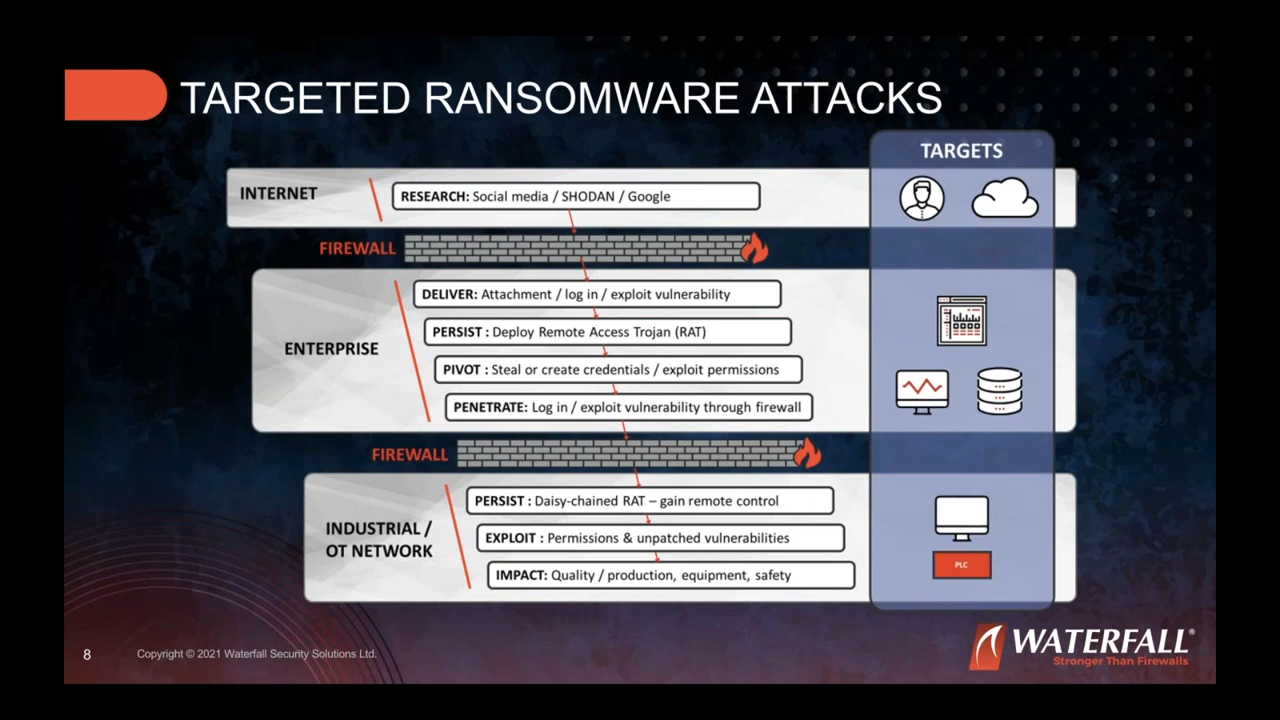 TARGETED RANSOMWARE ATTACKS
TARGETS
INTERNET
RESEARCH: Social media / SHODAN / Google
FIREWALL
ENTERPRISE
DELIVER: Attachment / log in / exploit vulnerability
PERSIST : Deploy Remote Access Trojan (RAT)
PIVOT : Steal or create credentials / exploit permissions
PENETRATE: Log in / exploit vulnerability through firewall
FIREWALL
INDUSTRIAL /
OT NETWORK
PERSIST : Daisy-chained RAT – gain remote control
EXPLOIT : Permissions & unpatched vulnerabilities
IMPACT: Quality / production, equipment, safety
PLC
8
Copyright © 2021 Waterfall Security Solutions Ltd.
WATERFALL®
Stronger Than Firewalls